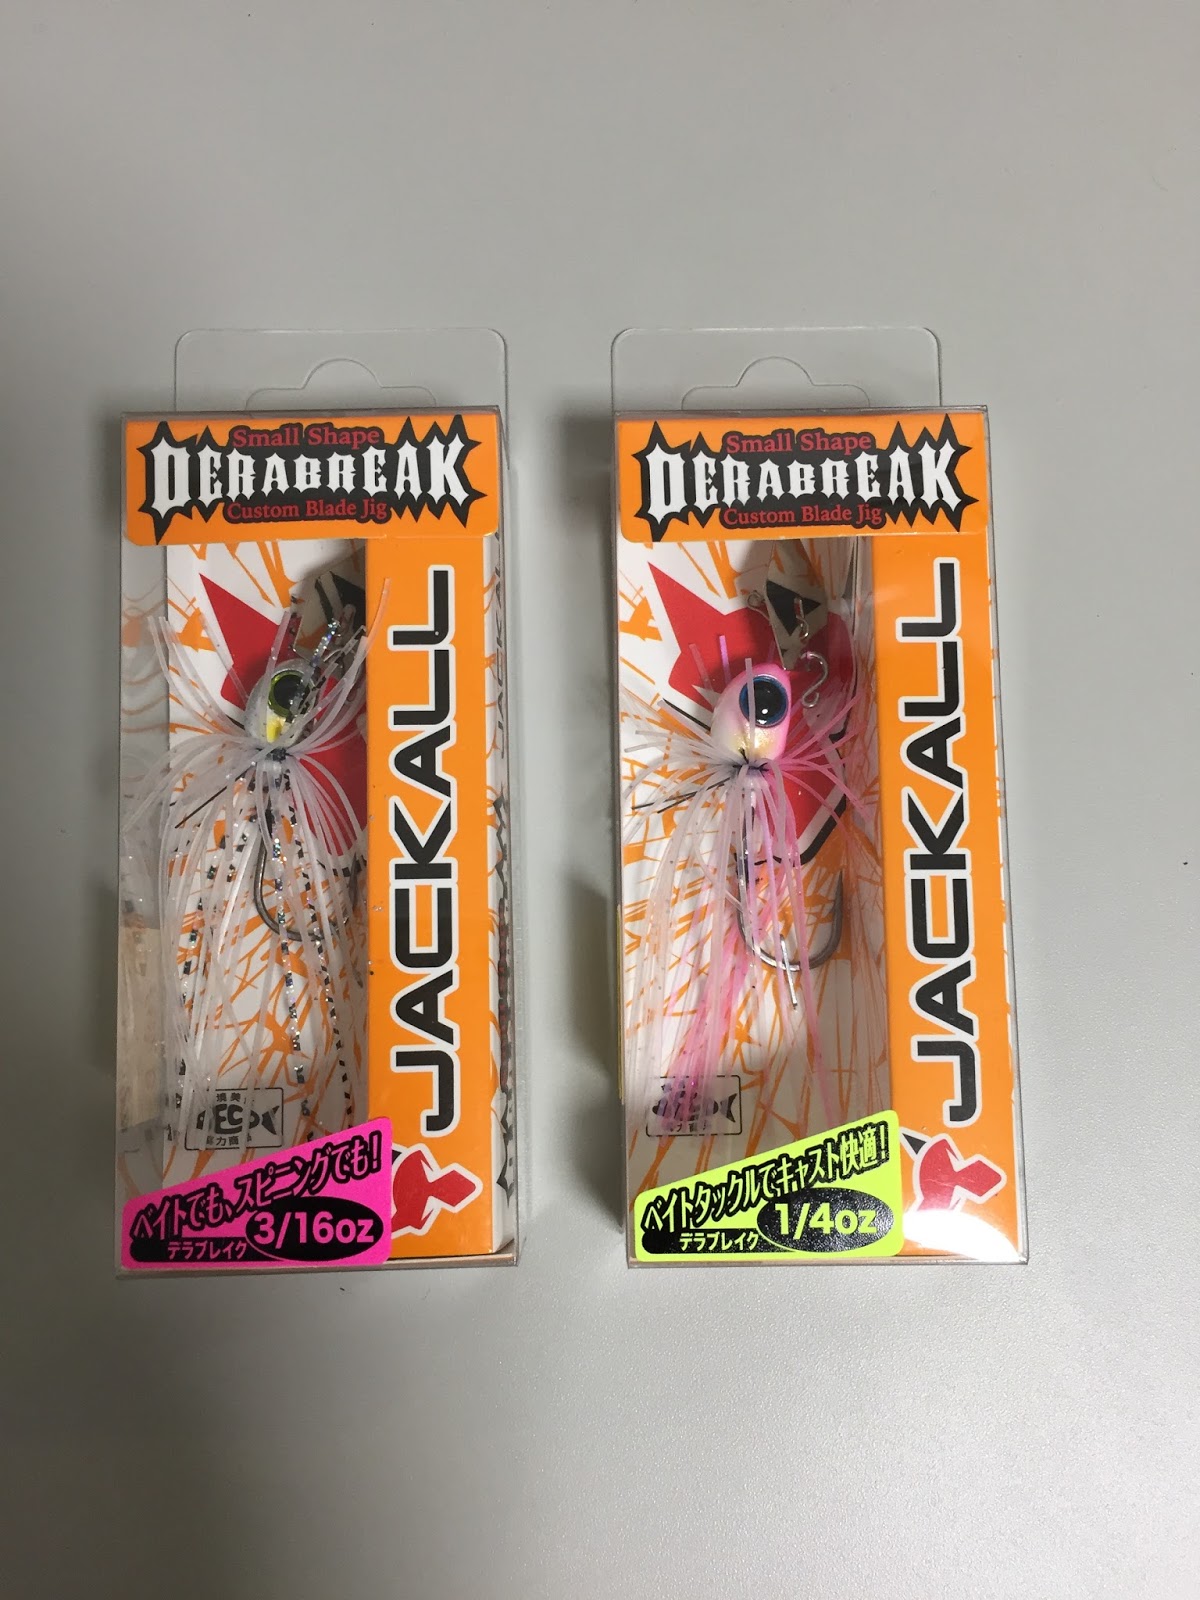 Small Shape
DERABREAK
Custom Blade Jig
JACKALL
ベイトでも、スピニングでも!
デラブレイク
3/16oz
Small Shape
DERABREAK
Custom Blade Jig
JACKALL
ベイトタックルでキャスト快適!
デラブレイク
1/4oz